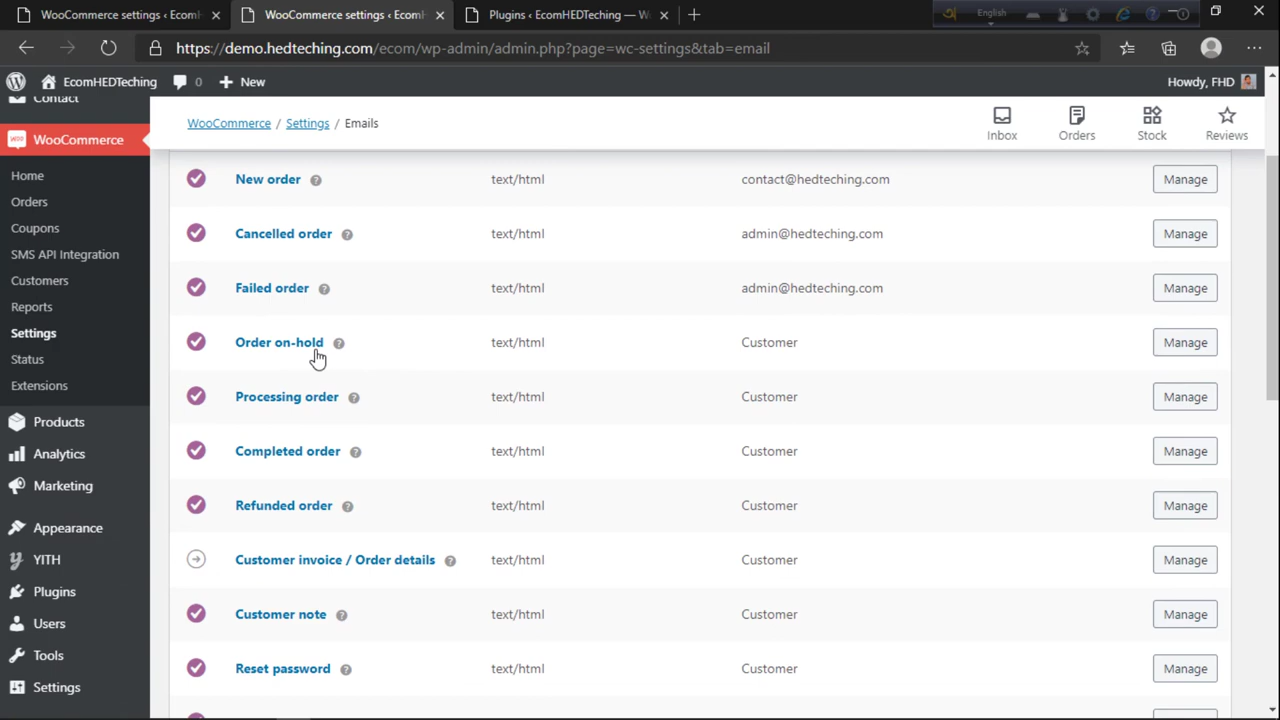 WooCommerce settings ‹ EcomH
WooCommerce settings ‹ EcomH
Plugins ‹ EcomHEDTeching — W
English
https://demo.hedteching.com/ecom/wp-admin/admin.php?page=wc-settings&tab=email
EcomHEDTeching
0
New
Howdy, FHD
Contact
WooCommerce
Home
Orders
Coupons
SMS API Integration
Customers
Reports
Settings
Status
Extensions
Products
Analytics
Marketing
Appearance
YITH
Plugins
Users
Tools
Settings
WooCommerce / Settings / Emails
Inbox
Orders
Stock
Reviews
New order ? text/html contact@hedteching.com Manage
Cancelled order ? text/html admin@hedteching.com Manage
Failed order ? text/html admin@hedteching.com Manage
Order on-hold ? text/html Customer Manage
Processing order ? text/html Customer Manage
Completed order ? text/html Customer Manage
Refunded order ? text/html Customer Manage
Customer invoice / Order details ? text/html Customer Manage
Customer note ? text/html Customer Manage
Reset password ? text/html Customer Manage